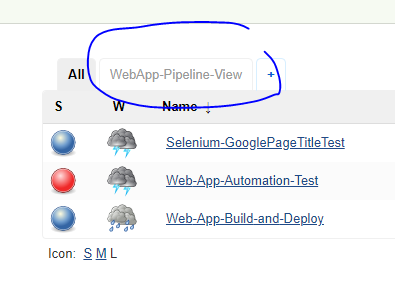 All WebApp-Pipeline-View +
S W Name ↓
Selenium-GooglePageTitleTest
Web-App-Automation-Test
Web-App-Build-and-Deploy
Icon: S M L